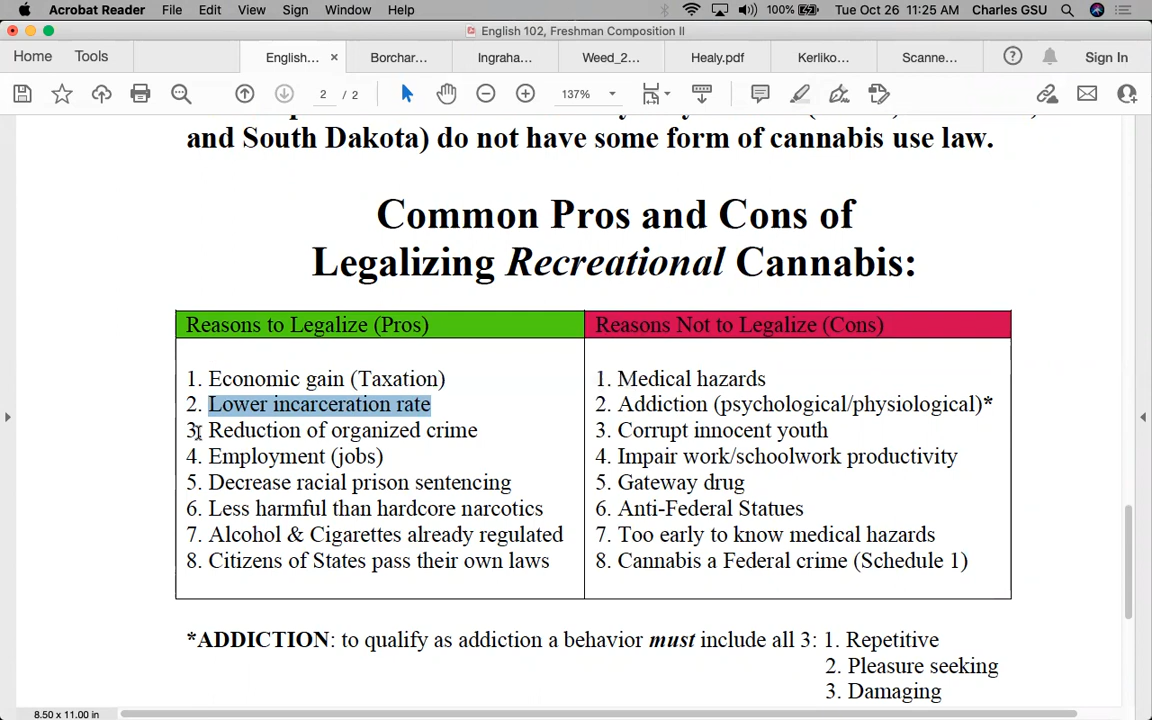 Acrobat Reader File Edit View Sign Window Help 100% Tue Oct 26 11:25 AM Charles GSU
English 102, Freshman Composition II
Home Tools English... × Borchar... Ingraha... Weed_2... Healy.pdf Kerliko... Scanne... Sign In
2 / 2 137%
and South Dakota) do not have some form of cannabis use law.
Common Pros and Cons of
Legalizing Recreational Cannabis:
Reasons to Legalize (Pros) Reasons Not to Legalize (Cons)
1. Economic gain (Taxation) 1. Medical hazards
2. Lower incarceration rate 2. Addiction (psychological/physiological)*
3. Reduction of organized crime 3. Corrupt innocent youth
4. Employment (jobs) 4. Impair work/schoolwork productivity
5. Decrease racial prison sentencing 5. Gateway drug
6. Less harmful than hardcore narcotics 6. Anti-Federal Statues
7. Alcohol & Cigarettes already regulated 7. Too early to know medical hazards
8. Citizens of States pass their own laws 8. Cannabis a Federal crime (Schedule 1)
*ADDICTION: to qualify as addiction a behavior must include all 3: 1. Repetitive
2. Pleasure seeking
3. Damaging
8.50 x 11.00 in